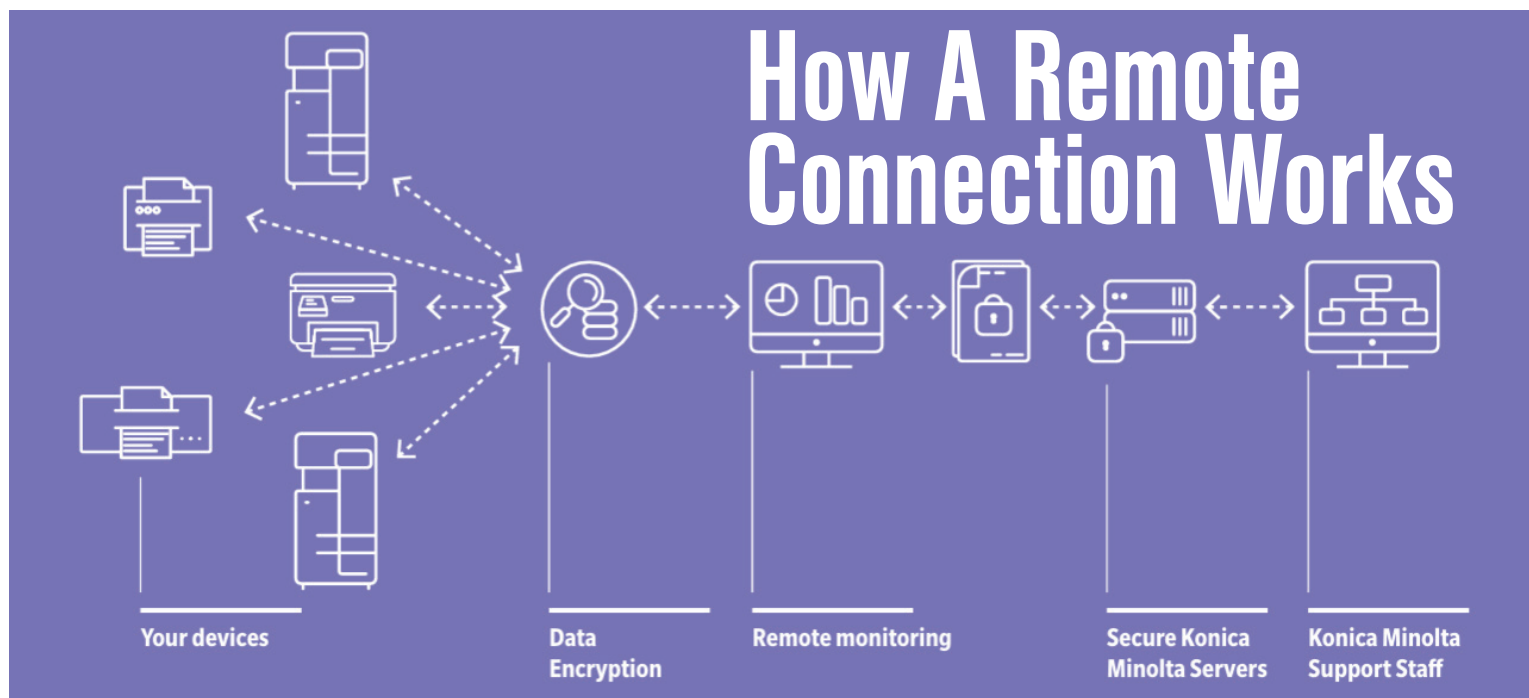 How A Remote
Connection Works
Your devices
Data
Encryption
Remote monitoring
Secure Konica
Minolta Servers
Konica Minolta
Support Staff